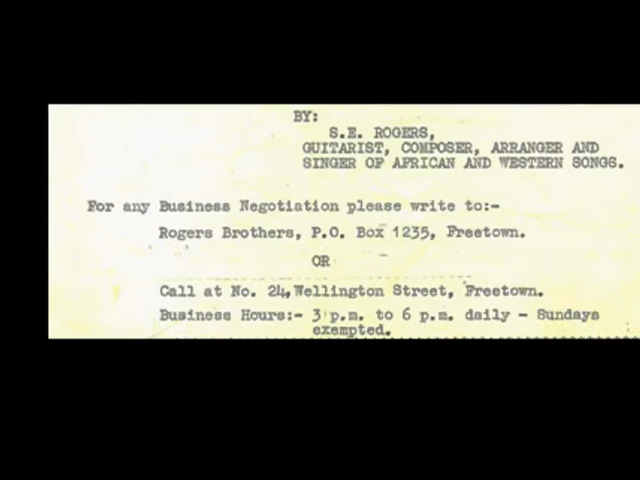 BY:
S.E. ROGERS,
GUITARIST, COMPOSER, ARRANGER AND
SINGER OF AFRICAN AND WESTERN SONGS.
For any Business Negotiation please write to:-
Rogers Brothers, P.O. Box 1235, Freetown.
OR
Call at No. 24, Wellington Street, Freetown.
Business Hours:- 3 p.m. to 6 p.m. daily - Sundays
exempted.